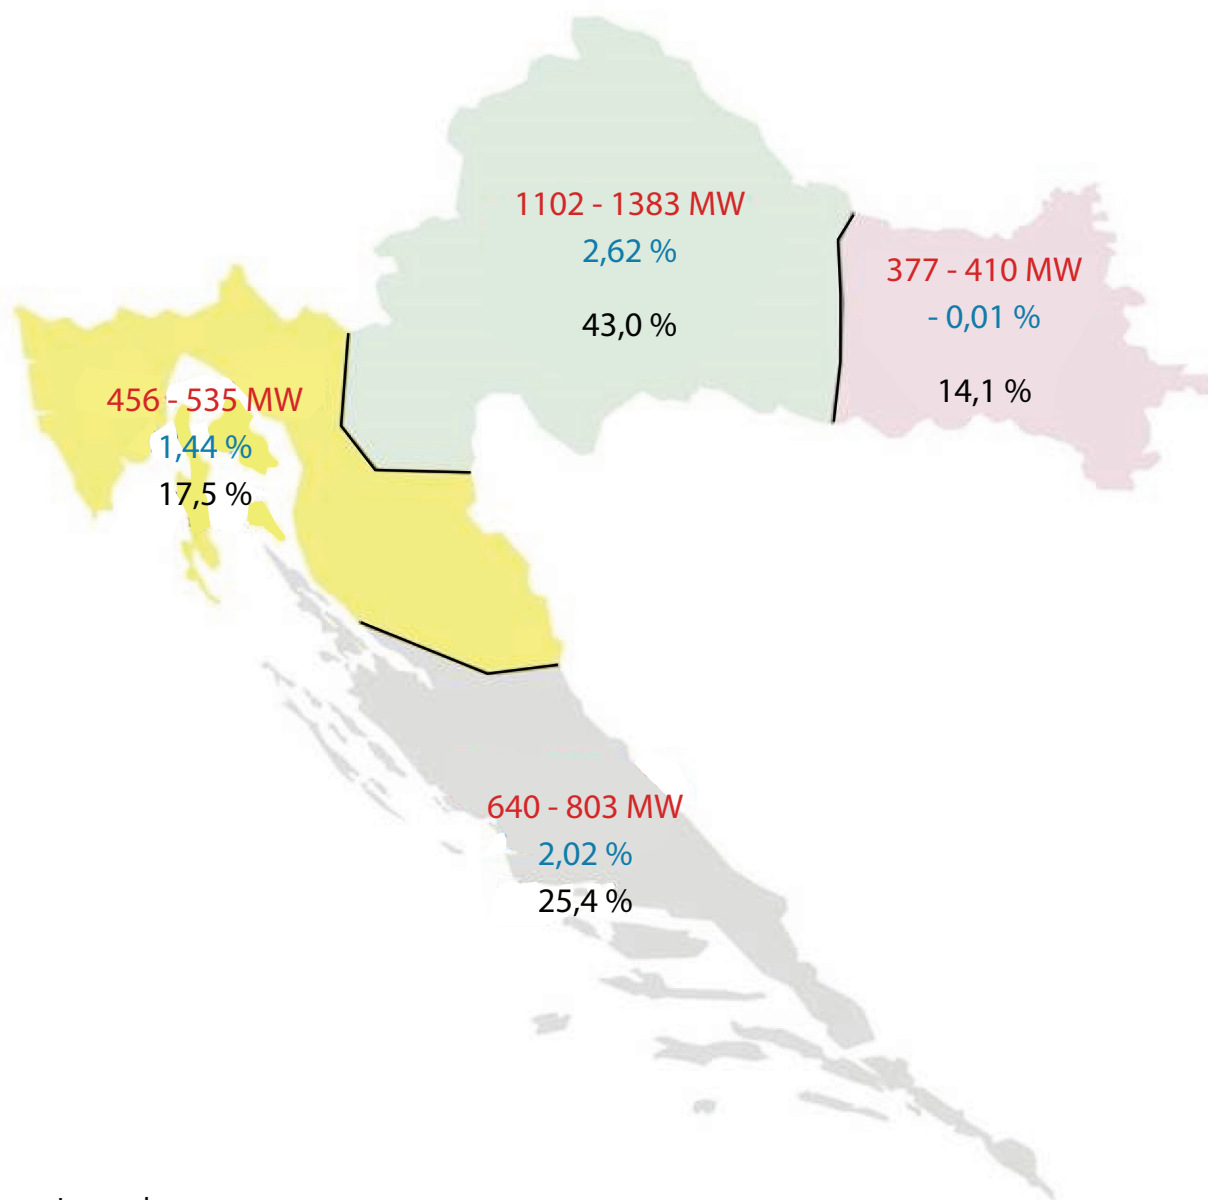 1102 - 1383 MW
2,62 %
43,0 %
377 - 410 MW
- 0,01 %
14,1 %
456 - 535 MW
1,44 %
17,5 %
640 - 803 MW
2,02 %
25,4 %